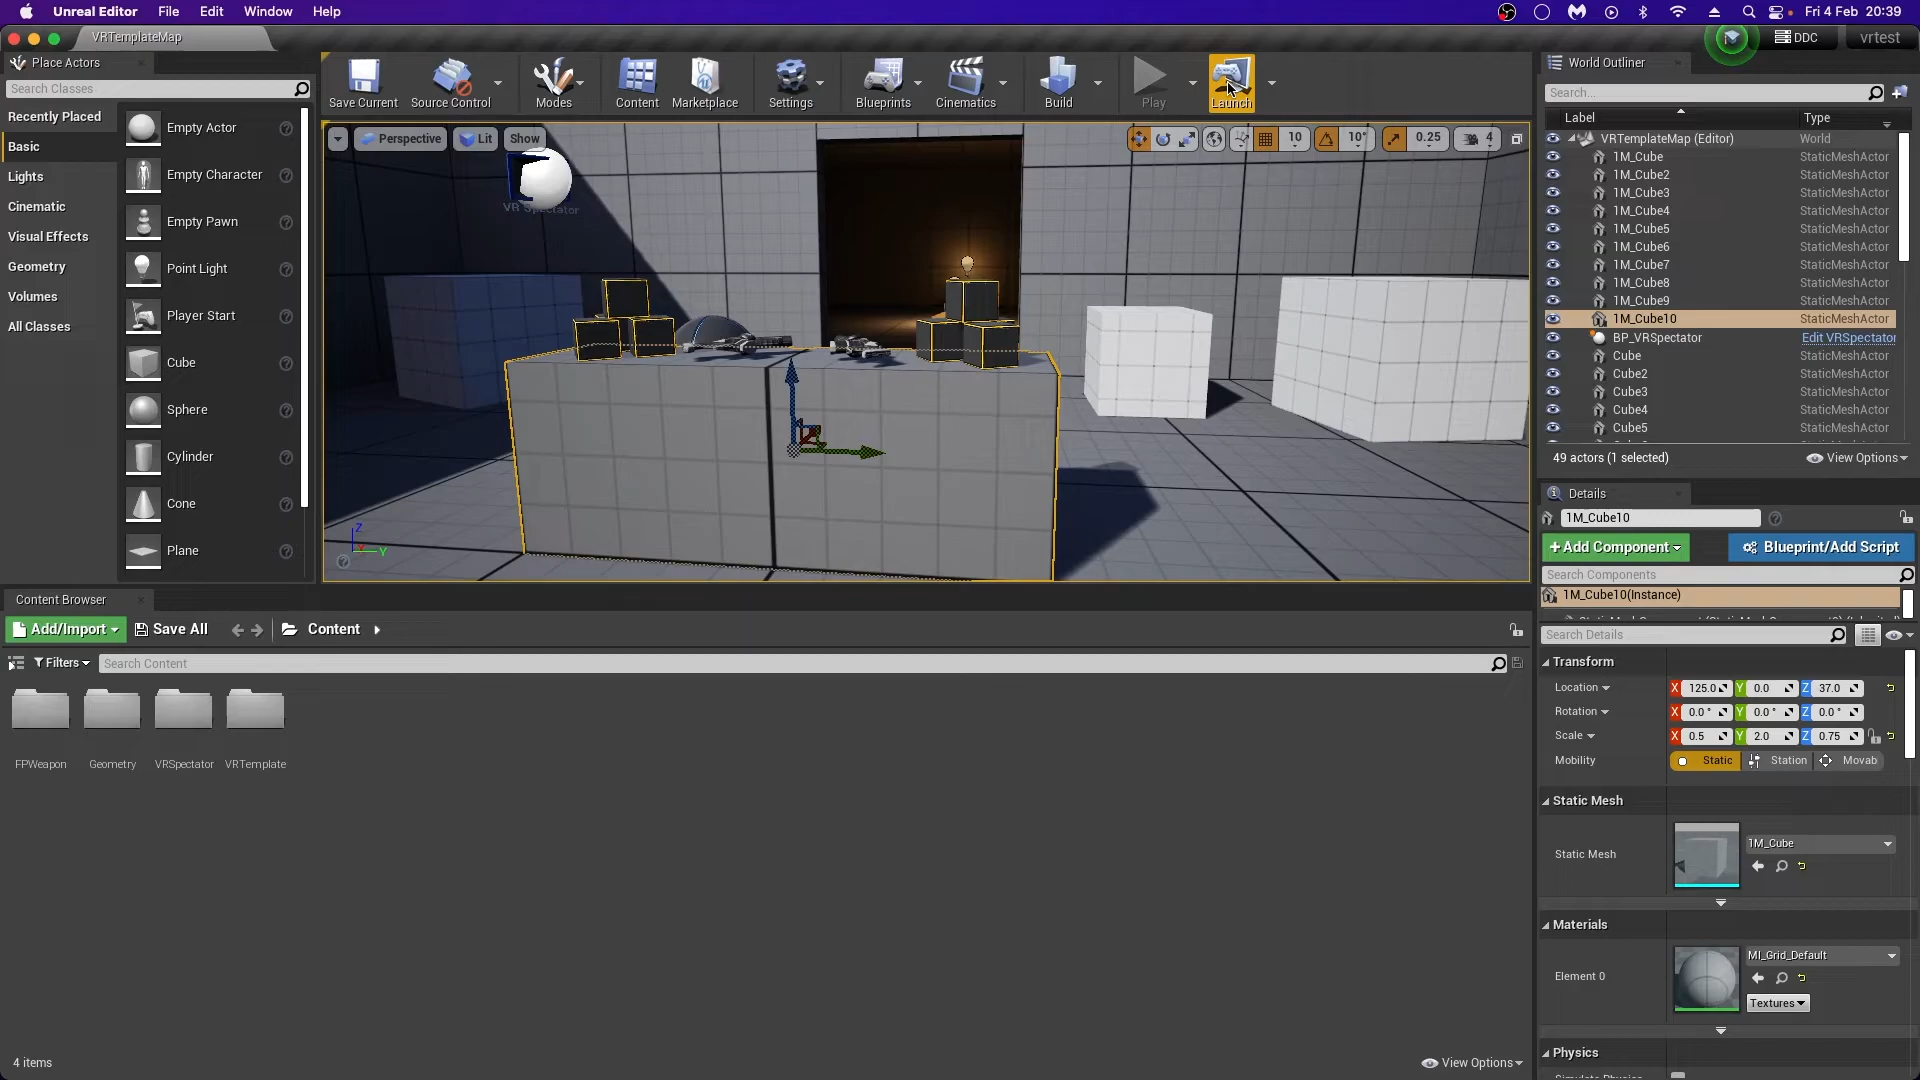 Unreal Editor File Edit Window Help
Fri 4 Feb 20:39
VRTemplateMap
DDC
vrtest
Place Actors
Search Classes
Recently Placed
Basic
Lights
Cinematic
Visual Effects
Geometry
Volumes
All Classes
Empty Actor
Empty Character
Empty Pawn
Point Light
Player Start
Cube
Sphere
Cylinder
Cone
Plane
Save Current
Source Control
Modes
Content
Marketplace
Settings
Blueprints
Cinematics
Build
Play
Launch
Perspective
Lit
Show
10
10°
0.25
4
VR Spectator
Z
Y
World Outliner
Search...
Label Type
VRTemplateMap (Editor) World
1M_Cube StaticMeshActor
1M_Cube2 StaticMeshActor
1M_Cube3 StaticMeshActor
1M_Cube4 StaticMeshActor
1M_Cube5 StaticMeshActor
1M_Cube6 StaticMeshActor
1M_Cube7 StaticMeshActor
1M_Cube8 StaticMeshActor
1M_Cube9 StaticMeshActor
1M_Cube10 StaticMeshActor
BP_VRSpectator Edit VRSpectator
Cube StaticMeshActor
Cube2 StaticMeshActor
Cube3 StaticMeshActor
Cube4 StaticMeshActor
Cube5 StaticMeshActor
49 actors (1 selected)
View Options
Details
1M_Cube10
+Add Component
Blueprint/Add Script
Search Components
1M_Cube10(Instance)
Search Details
Transform
Location X 125.0 Y 0.0 Z 37.0
Rotation X 0.0° Y 0.0° Z 0.0°
Scale X 0.5 Y 2.0 Z 0.75
Mobility Static Station Movab
Static Mesh
Static Mesh
1M_Cube
Materials
Element 0
MI_Grid_Default
Textures
Physics
Content Browser
Add/Import
Save All
Content
Filters
Search Content
FPWeapon
Geometry
VRSpectator
VRTemplate
4 items
View Options